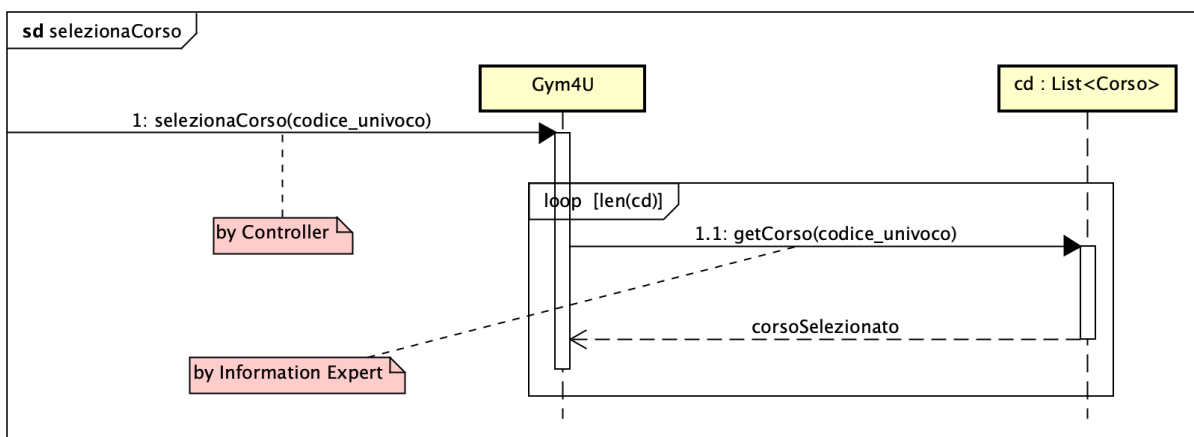 sd selezionaCorso
Gym4U
cd : List<Corso>
1: selezionaCorso(codice_univoco)
loop [len(cd)]
by Controller
1.1: getCorso(codice_univoco)
corsoSelezionato
by Information Expert